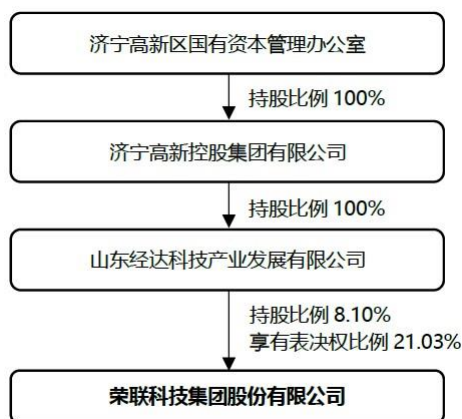 济宁高新区国有资本管理办公室
持股比例 100%
济宁高新控股集团有限公司
持股比例 100%
山东经达科技产业发展有限公司
持股比例 8.10%
享有表决权比例 21.03%
荣联科技集团股份有限公司